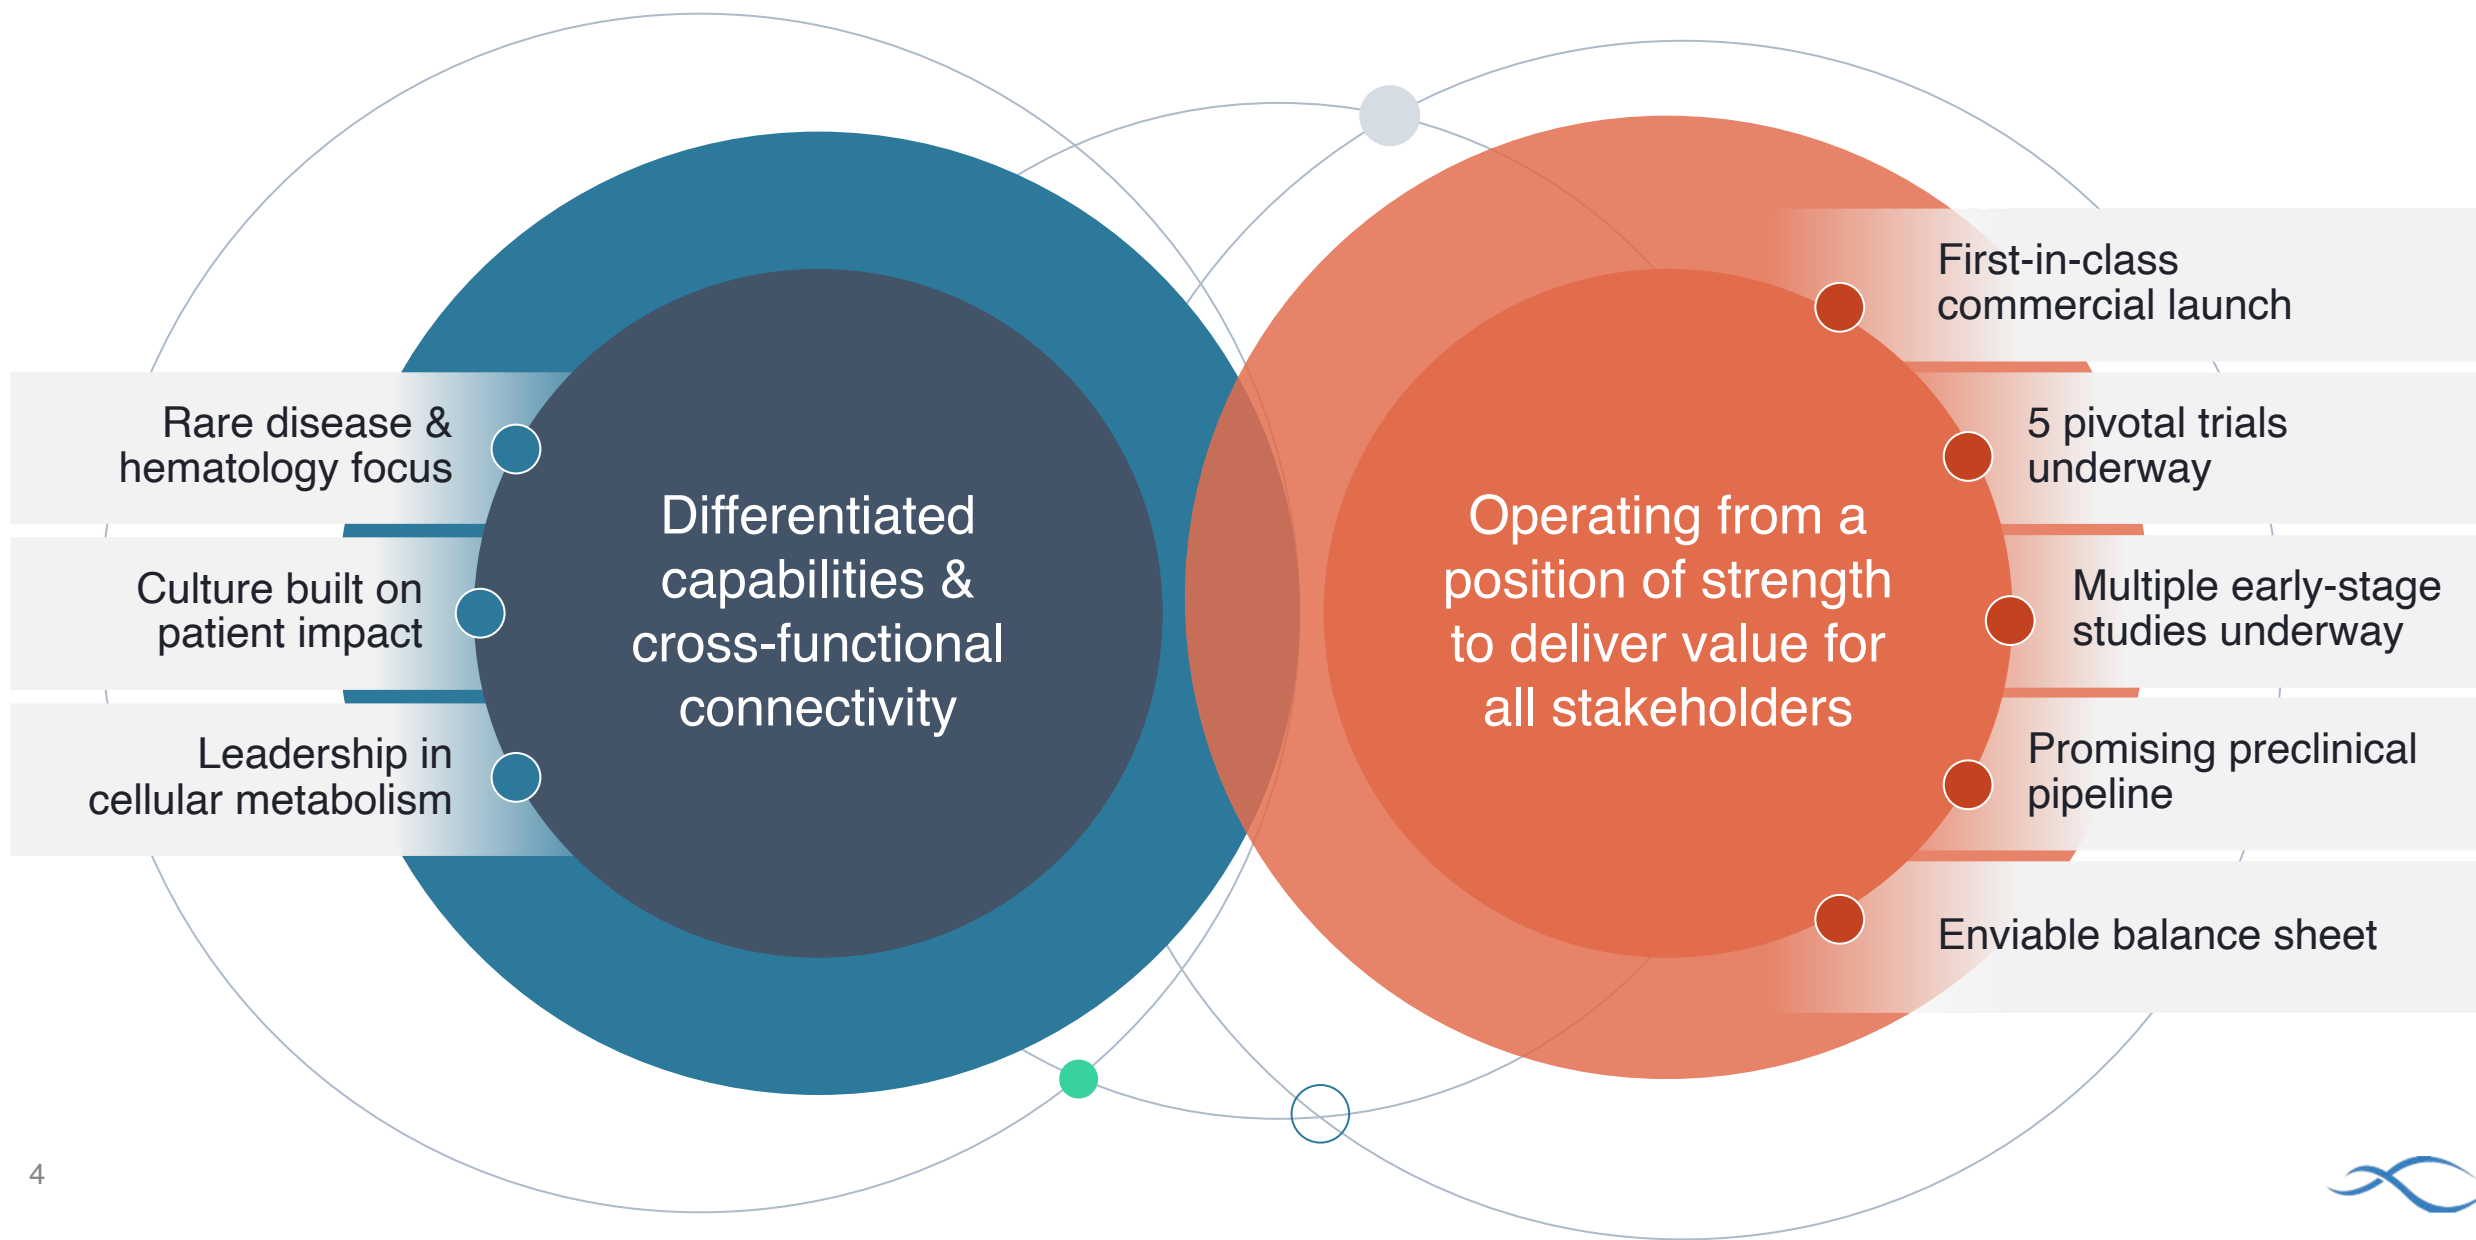 Rare disease &
hematology focus
Culture built on
patient impact
Leadership in
cellular metabolism
Differentiated
capabilities &
cross-functional
connectivity
Operating from a
position of strength
to deliver value for
all stakeholders
First-in-class
commercial launch
5 pivotal trials
underway
Multiple early-stage
studies underway
Promising preclinical
pipeline
Enviable balance sheet
4